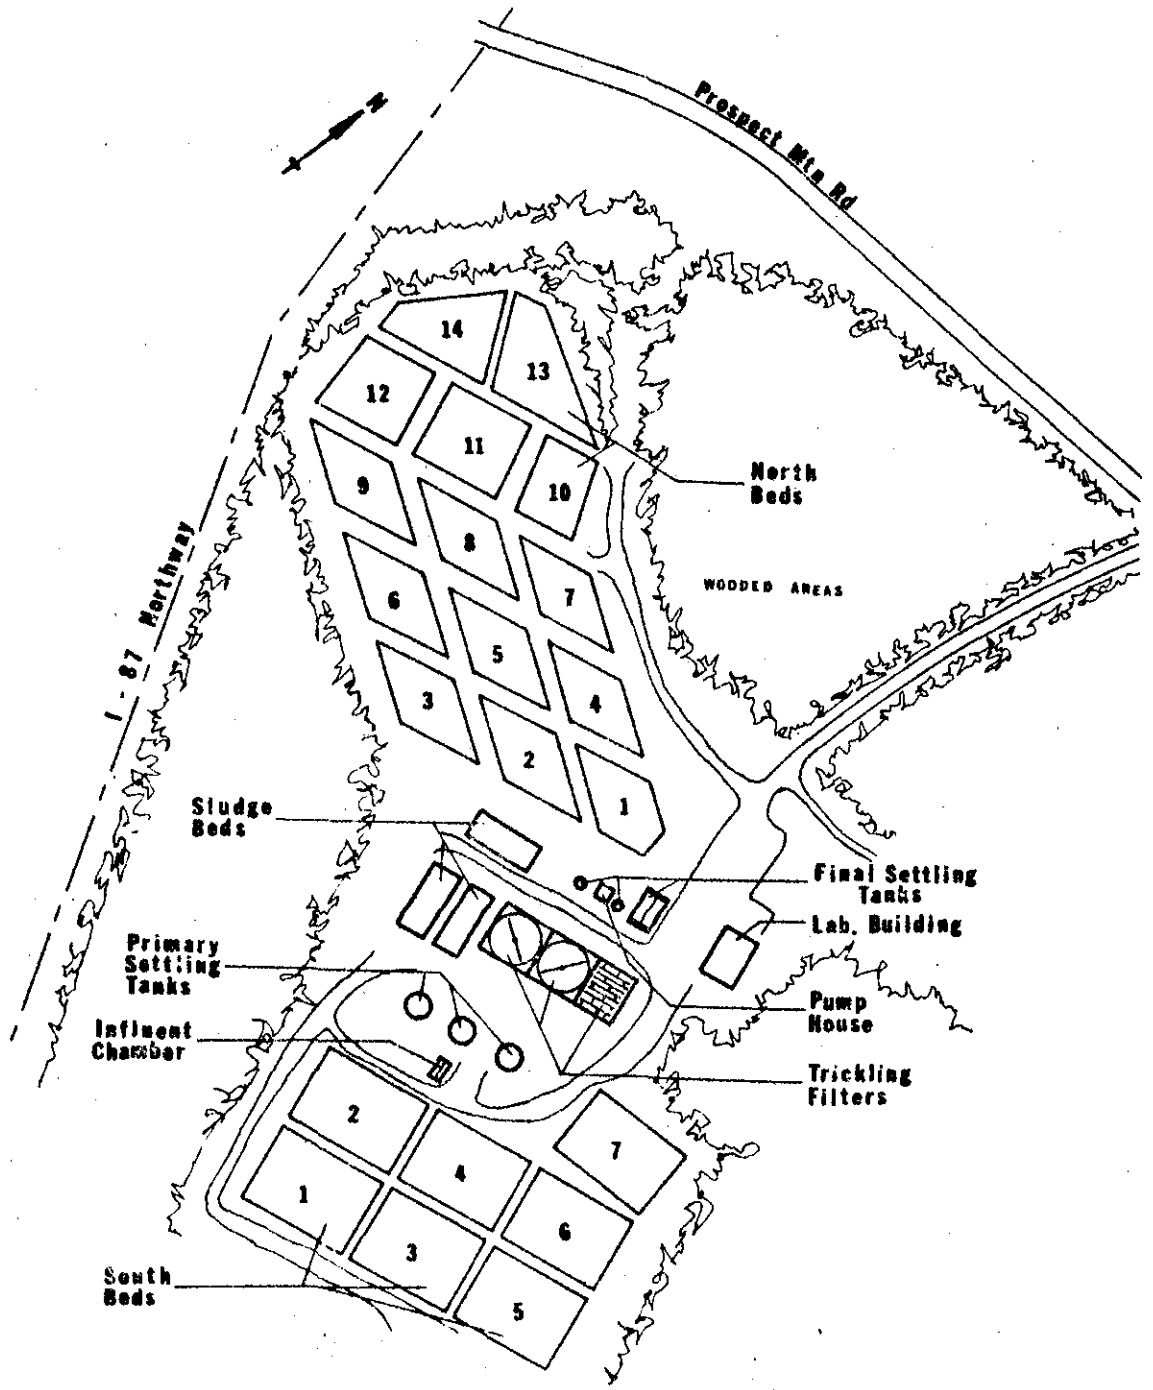 N
Prospect Mtn Rd
14
13
12
11
10
North
Beds
9
8
7
WOODED AREAS
6
5
4
3
2
1
I-87 Northway
Sludge
Beds
Final Settling
Tanks
Lab. Building
Primary
Settling
Tanks
Pump
House
Influent
Chamber
Trickling
Filters
2
7
4
1
6
3
5
South
Beds